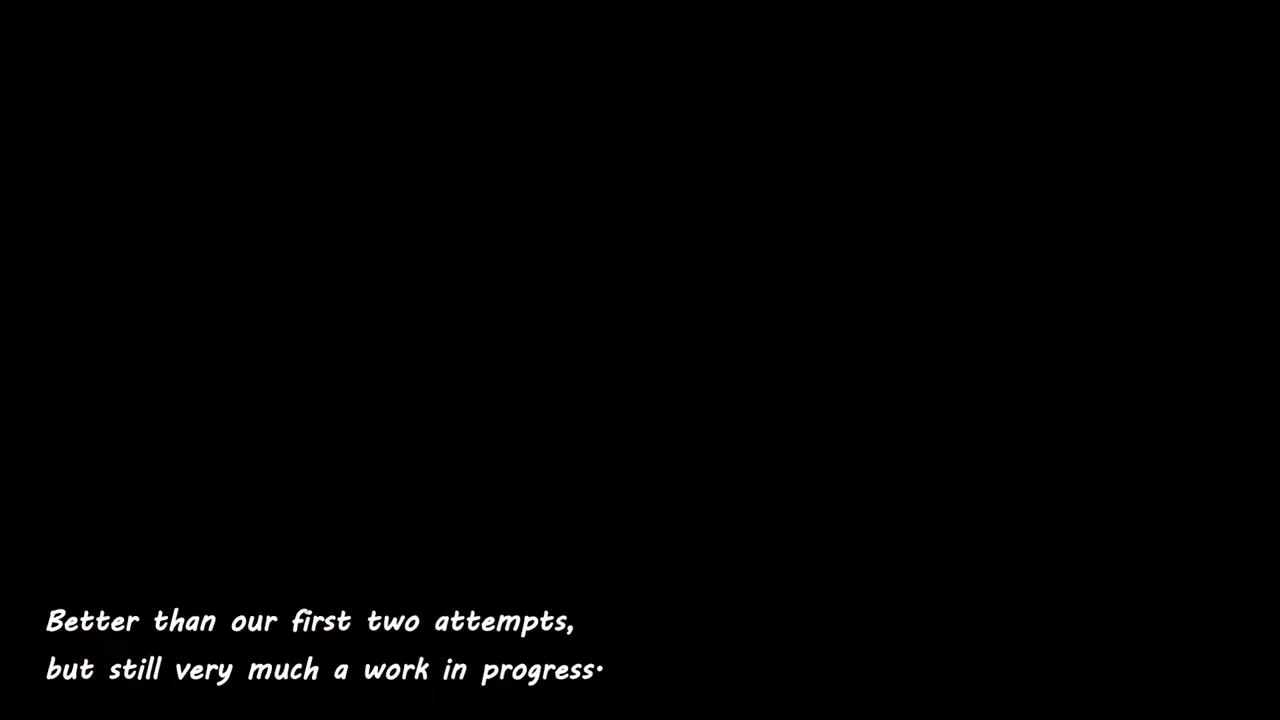 Better than our first two attempts,
but still very much a work in progress.